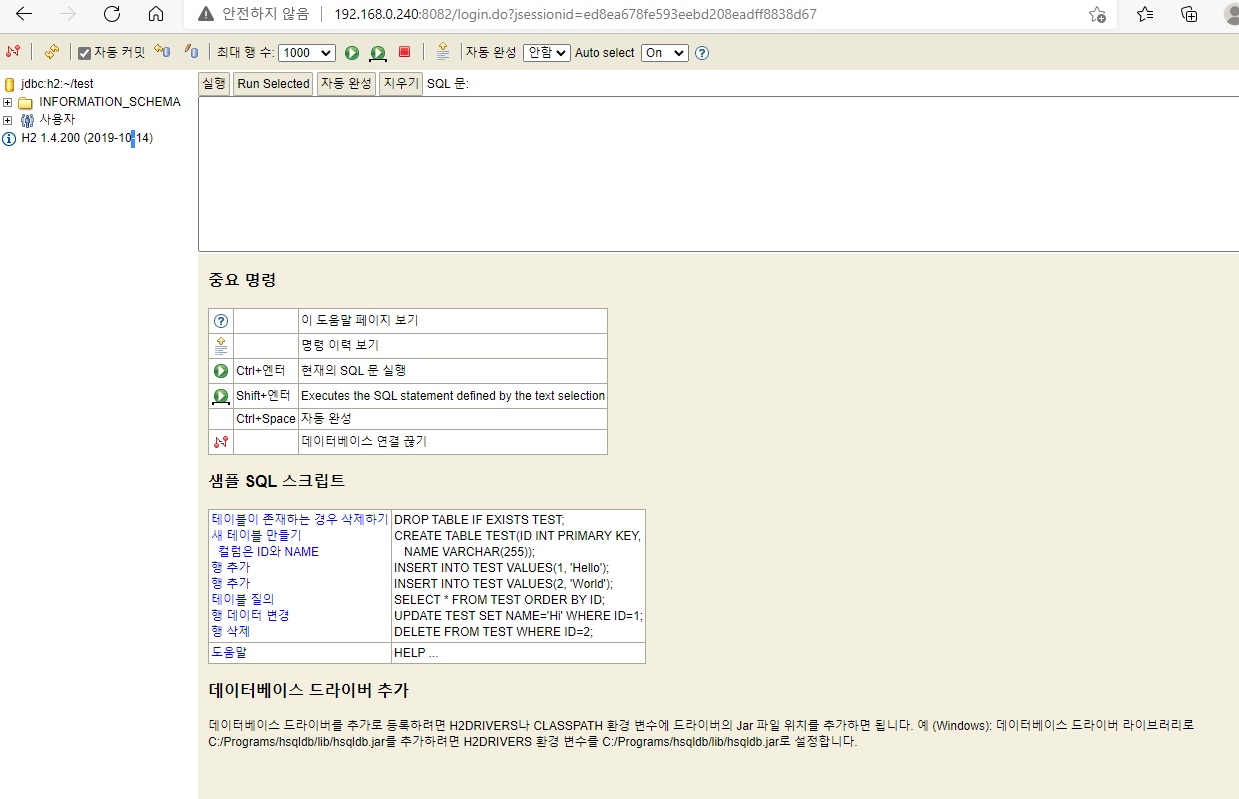 안전하지 않음 192.168.0.240:8082/login.do?jsessionid=ed8ea678fe593eebd208eadff8838d67
자동 커밋 최대 행 수: 1000 자동 완성 안함 Auto select On
jdbc:h2:~/test
INFORMATION_SCHEMA
사용자
H2 1.4.200 (2019-10-14)
실행 Run Selected 자동 완성 지우기 SQL 문:
중요 명령
이 도움말 페이지 보기
명령 이력 보기
Ctrl+엔터 현재의 SQL 문 실행
Shift+엔터 Executes the SQL statement defined by the text selection
Ctrl+Space 자동 완성
데이터베이스 연결 끊기
샘플 SQL 스크립트
테이블이 존재하는 경우 삭제하기 DROP TABLE IF EXISTS TEST;
새 테이블 만들기 CREATE TABLE TEST(ID INT PRIMARY KEY,
컬럼은 ID와 NAME NAME VARCHAR(255));
행 추가 INSERT INTO TEST VALUES(1, 'Hello');
행 추가 INSERT INTO TEST VALUES(2, 'World');
테이블 질의 SELECT * FROM TEST ORDER BY ID;
행 데이터 변경 UPDATE TEST SET NAME='Hi' WHERE ID=1;
행 삭제 DELETE FROM TEST WHERE ID=2;
도움말 HELP ...
데이터베이스 드라이버 추가
데이터베이스 드라이버를 추가로 등록하려면 H2DRIVERS나 CLASSPATH 환경 변수에 드라이버의 Jar 파일 위치를 추가하면 됩니다. 예 (Windows): 데이터베이스 드라이버 라이브러리로
C:/Programs/hsqldb/lib/hsqldb.jar를 추가하려면 H2DRIVERS 환경 변수를 C:/Programs/hsqldb/lib/hsqldb.jar로 설정합니다.